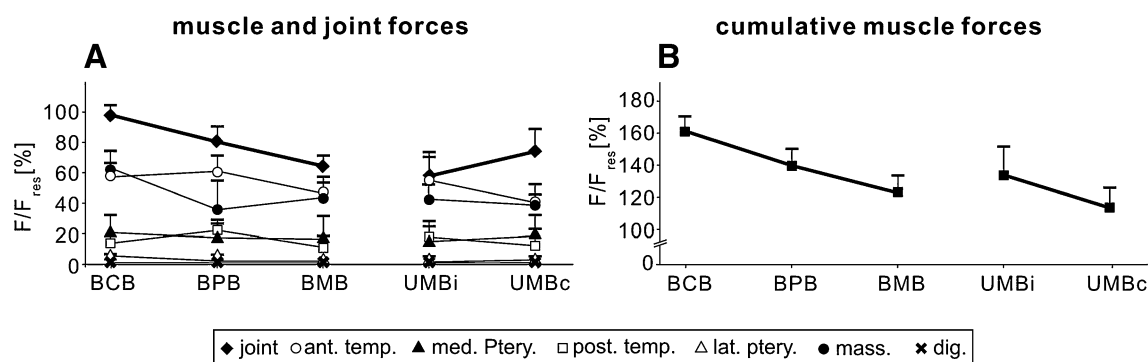 muscle and joint forces
cumulative muscle forces
A
B
F/Fres[%]
100
80
60
40
20
0
BCB BPB BMB UMBi UMBc
F/Fres[%]
180
160
140
120
100
0
BCB BPB BMB UMBi UMBc
joint ant. temp. med. Ptery. post. temp. lat. ptery. mass. dig.